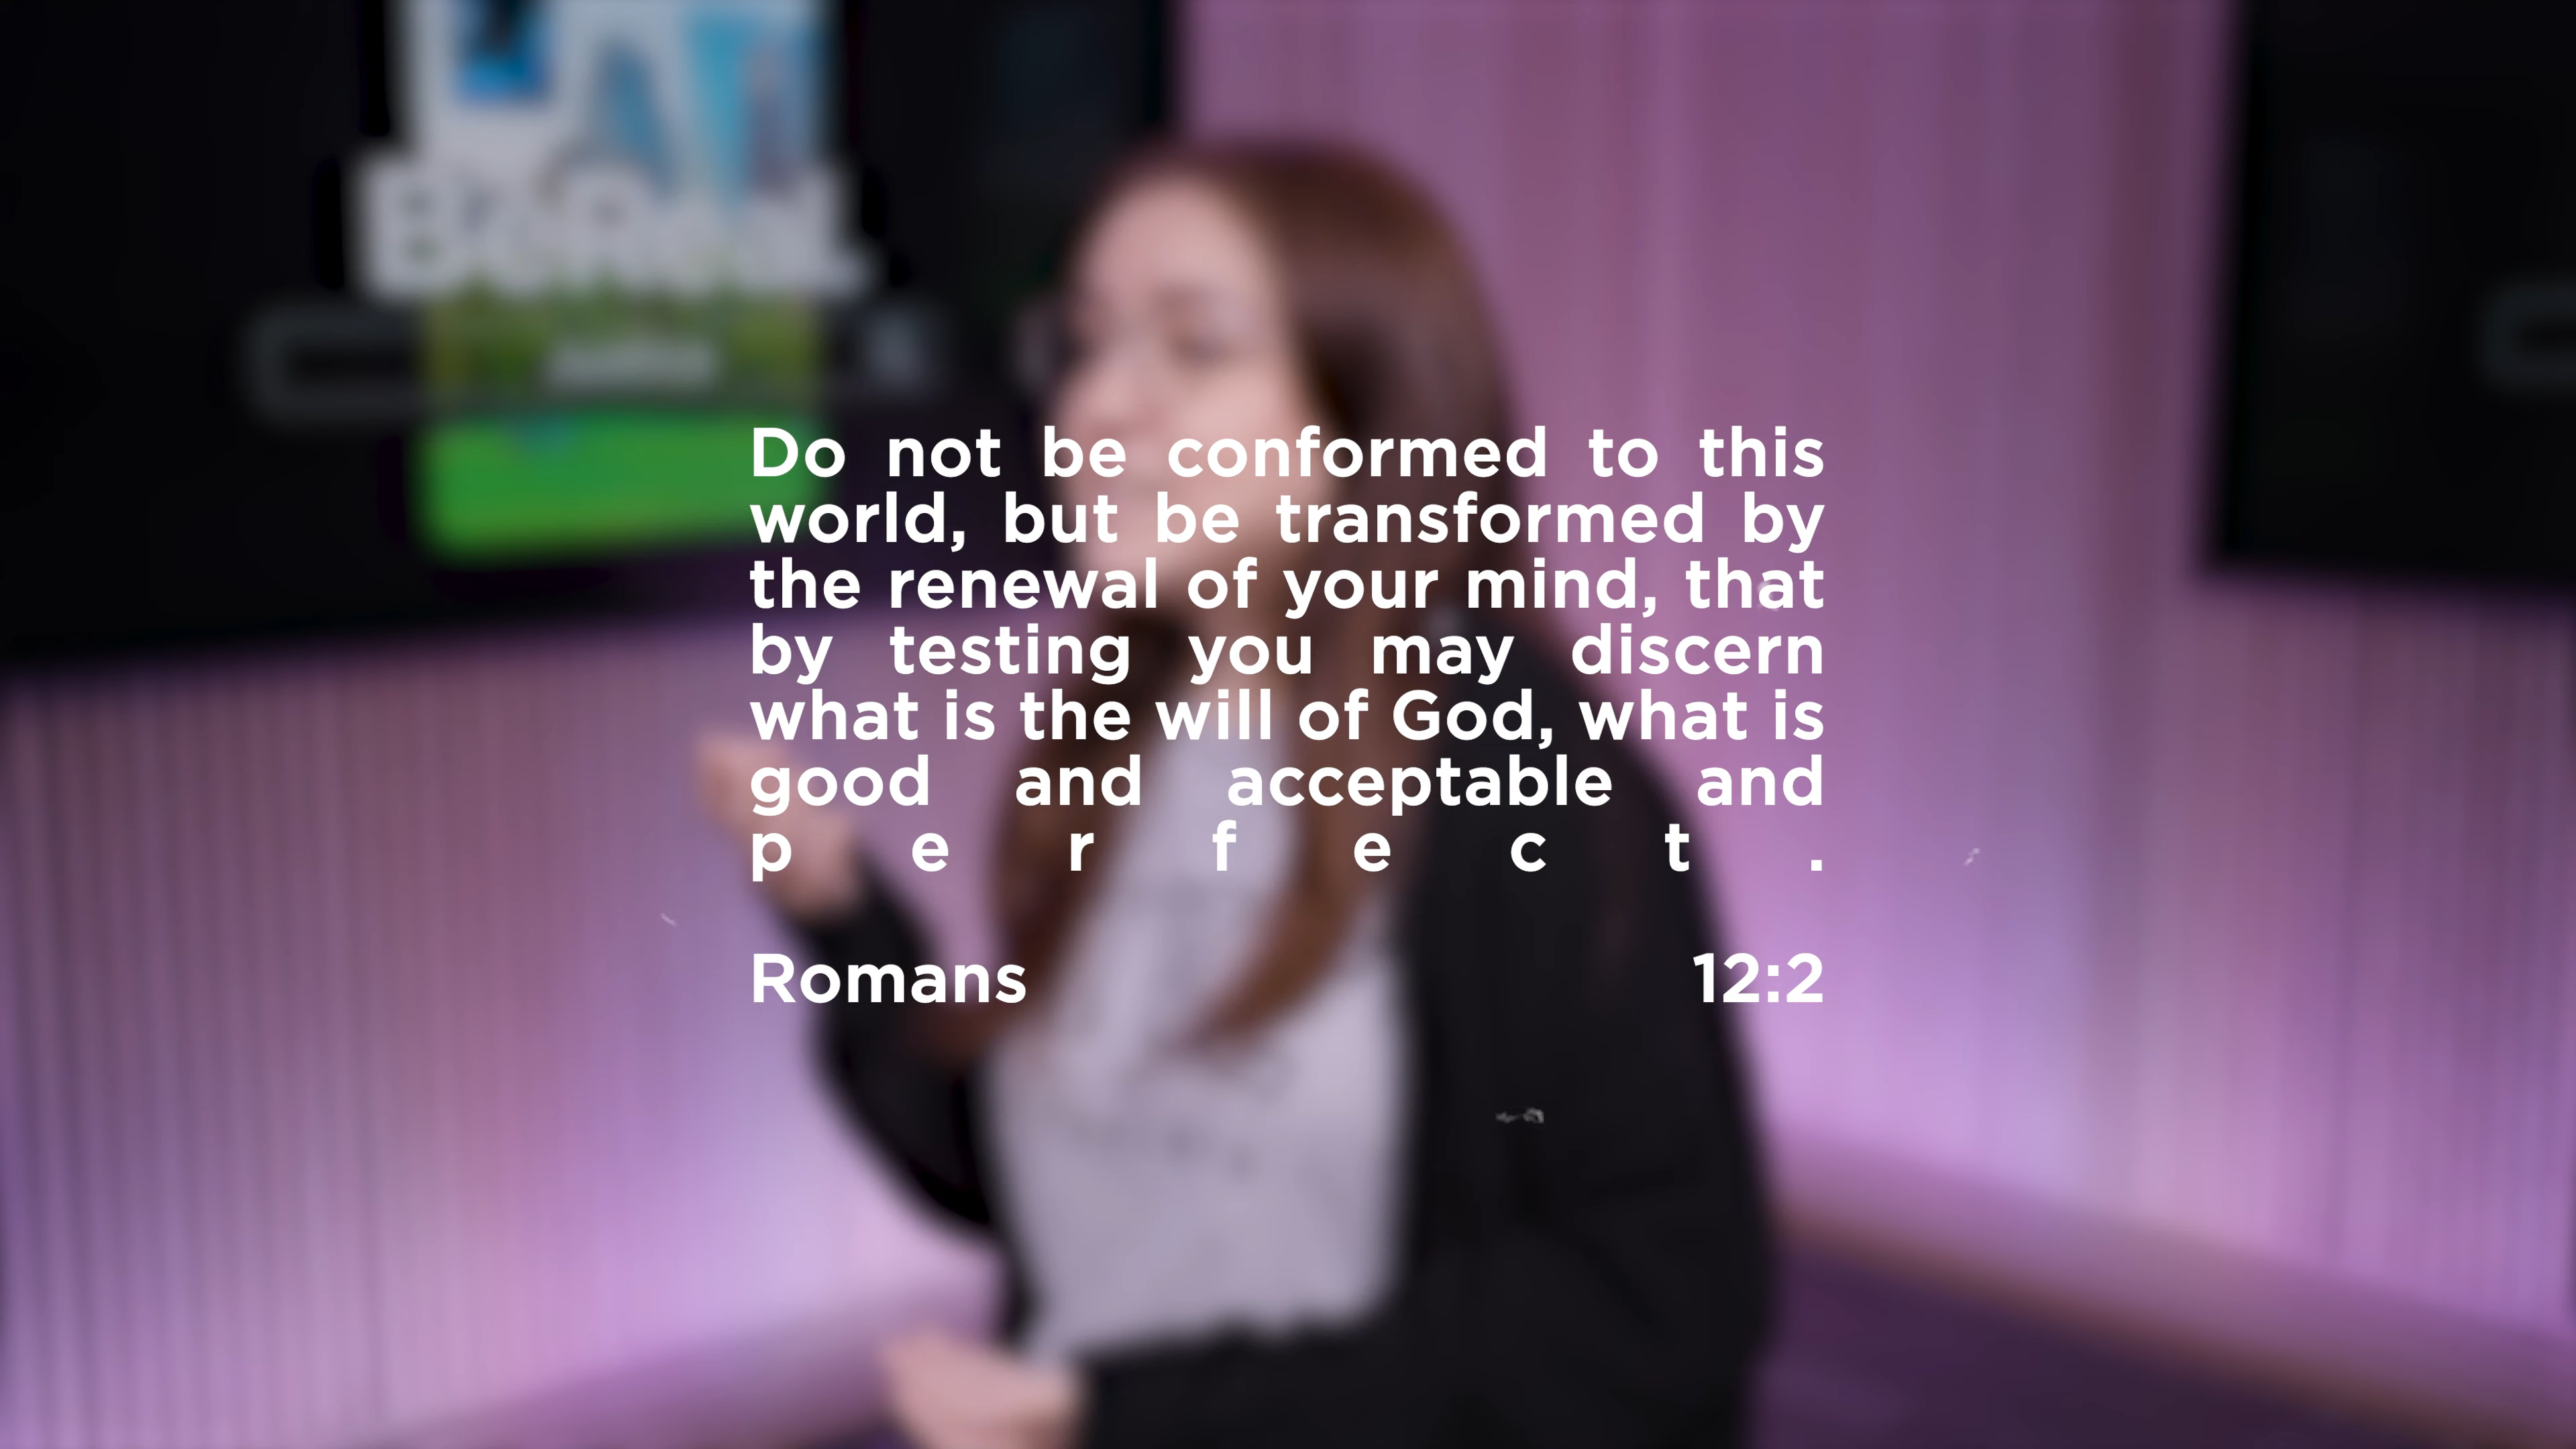 Do not be conformed to this
world, but be transformed by
the renewal of your mind, that
by testing you may discern
what is the will of God, what is
good and acceptable and
perfect.
Romans 12:2